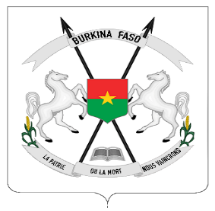 BURKINA FASO
LA PATRIE
OU LA MORT
NOUS VAINCRONS